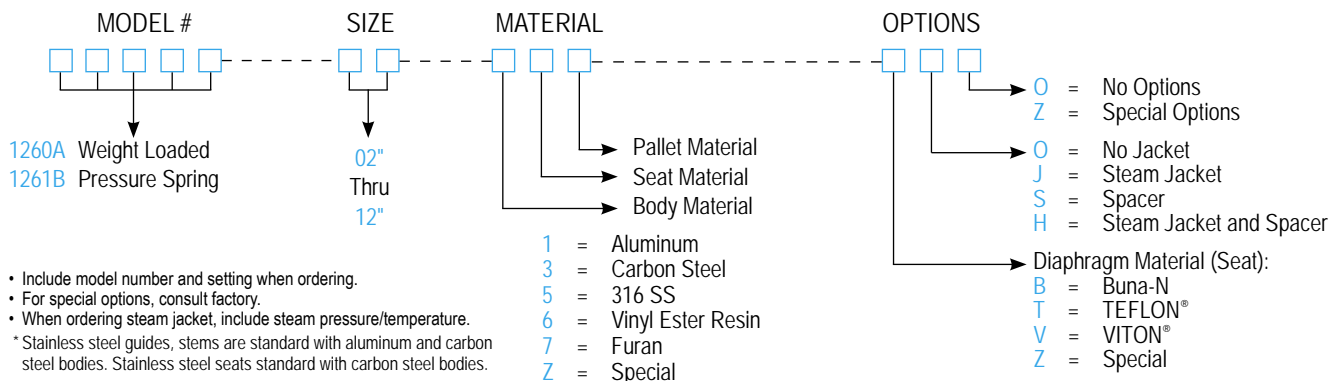 MODEL # SIZE MATERIAL OPTIONS
1260A Weight Loaded
1261B Pressure Spring
02"
Thru
12"
Pallet Material
Seat Material
Body Material
1 = Aluminum
3 = Carbon Steel
5 = 316 SS
6 = Vinyl Ester Resin
7 = Furan
Z = Special
O = No Options
Z = Special Options
O = No Jacket
J = Steam Jacket
S = Spacer
H = Steam Jacket and Spacer
Diaphragm Material (Seat):
B = Buna-N
T = TEFLON®
V = VITON®
Z = Special
• Include model number and setting when ordering.
• For special options, consult factory.
• When ordering steam jacket, include steam pressure/temperature.
* Stainless steel guides, stems are standard with aluminum and carbon
steel bodies. Stainless steel seats standard with carbon steel bodies.